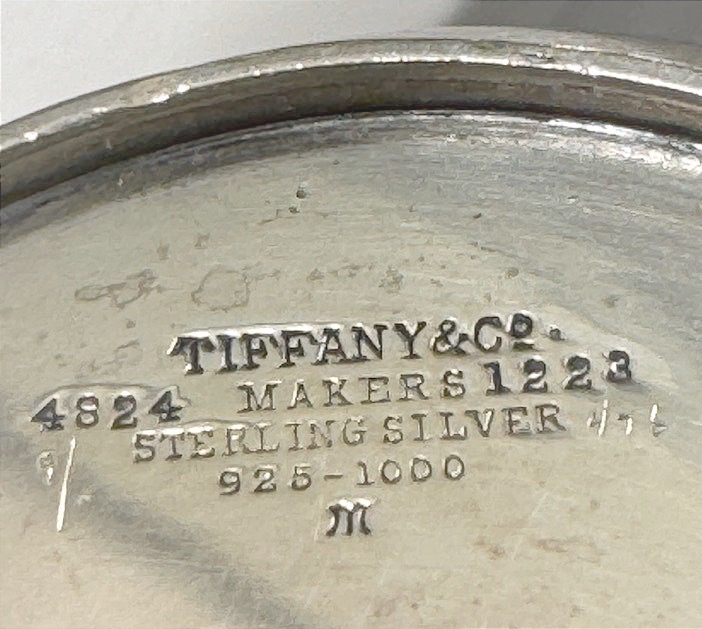 TIFFANY & Cº.
4824 MAKERS 1223
STERLING SILVER
925-1000
M